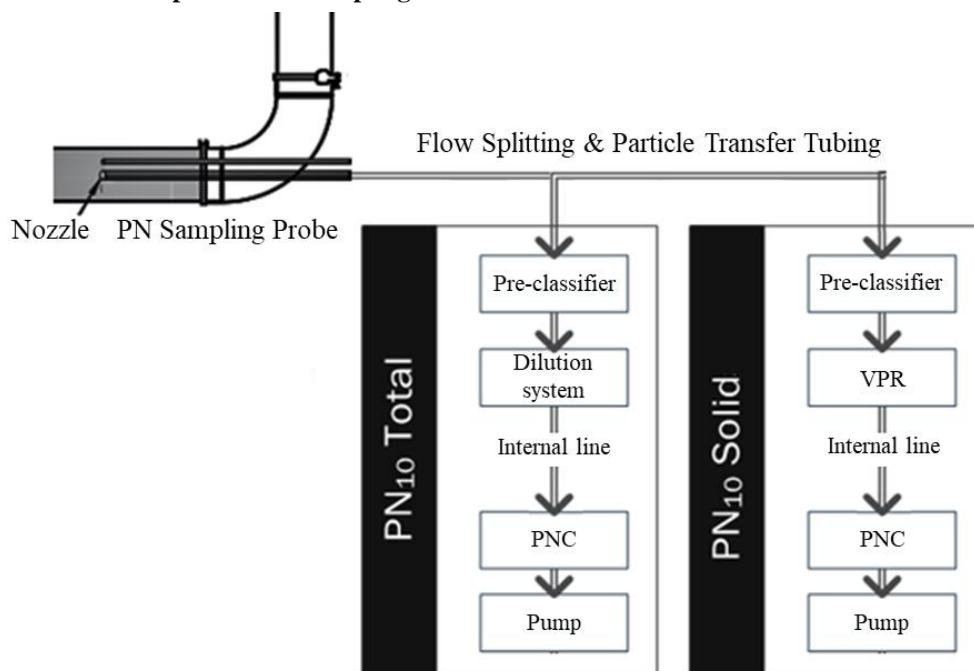 Flow Splitting & Particle Transfer Tubing
Nozzle
PN Sampling Probe
PN₁₀ Total
Pre-classifier
Dilution
system
Internal line
PNC
Pump
PN₁₀ Solid
Pre-classifier
VPR
Internal line
PNC
Pump